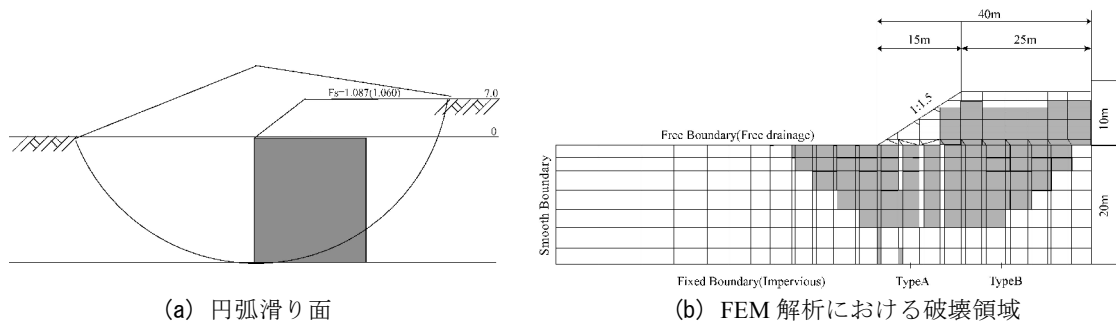 Fs=1.087(1.060)
7.0
0
(a) 円弧滑り面
40m
15m
25m
1:1.5
10m
Free Boundary(Free drainage)
Smooth Boundary
20m
Fixed Boundary(Impervious)
TypeA
TypeB
(b) FEM 解析における破壊領域